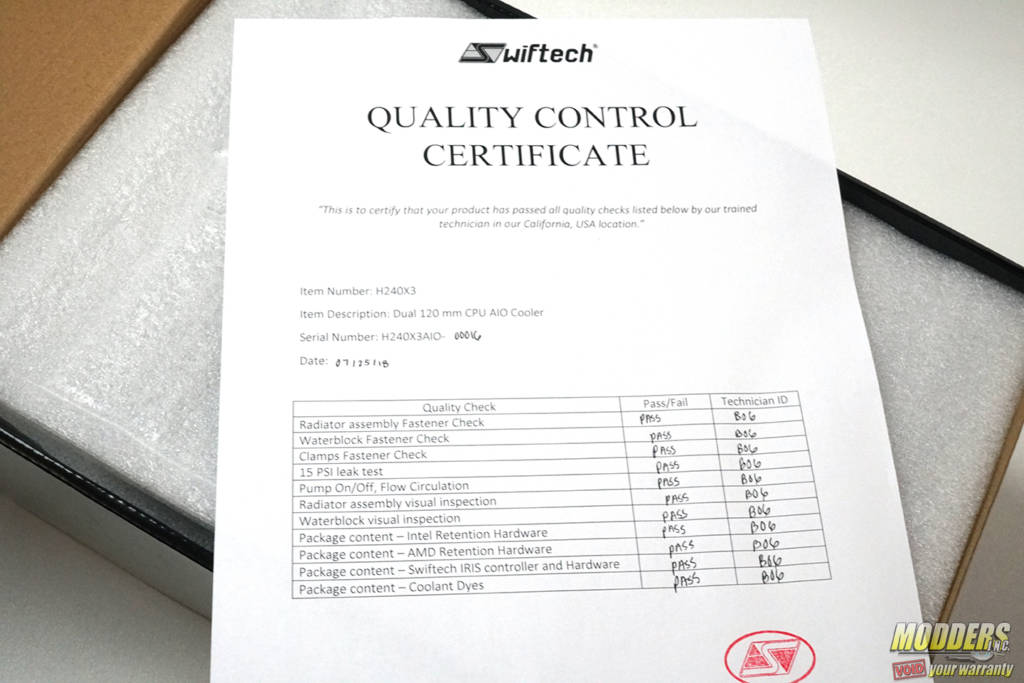 Swiftech®
QUALITY CONTROL
CERTIFICATE
"This is to certify that your product has passed all quality checks listed below by our trained
technician in our California, USA location."
Item Number: H240X3
Item Description: Dual 120 mm CPU AIO Cooler
Serial Number: H240X3AIO- 00016
Date: 07/25/18
Quality Check Pass/Fail Technician ID
Radiator assembly Fastener Check PASS B06
Waterblock Fastener Check PASS B06
Clamps Fastener Check PASS B06
15 PSI leak test PASS B06
Pump On/Off, Flow Circulation PASS B06
Radiator assembly visual inspection PASS B06
Waterblock visual inspection PASS B06
Package content – Intel Retention Hardware PASS B06
Package content – AMD Retention Hardware PASS B06
Package content – Swiftech IRIS controller and Hardware PASS B06
Package content – Coolant Dyes PASS B06
MODDERS
INC.
VOID your warranty